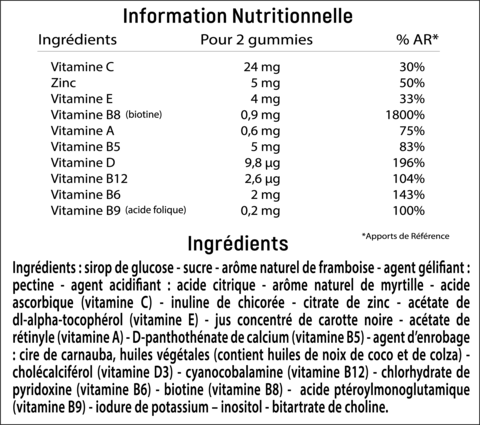 Information Nutritionnelle
Ingrédients Pour 2 gummies % AR*
Vitamine C 24 mg 30%
Zinc 5 mg 50%
Vitamine E 4 mg 33%
Vitamine B8 (biotine) 0,9 mg 1800%
Vitamine A 0,6 mg 75%
Vitamine B5 5 mg 83%
Vitamine D 9,8 µg 196%
Vitamine B12 2,6 µg 104%
Vitamine B6 2 mg 143%
Vitamine B9 (acide folique) 0,2 mg 100%
*Apports de Référence
Ingrédients
Ingrédients : sirop de glucose - sucre - arôme naturel de framboise - agent gélifiant :
pectine - agent acidifiant : acide citrique - arôme naturel de myrtille - acide
ascorbique (vitamine C) - inuline de chicorée - citrate de zinc - acétate de
dl-alpha-tocophérol (vitamine E) - jus concentré de carotte noire - acétate de
rétinyle (vitamine A) - D-panthothénate de calcium (vitamine B5) - agent d'enrobage
: cire de carnauba, huiles végétales (contient huiles de noix de coco et de colza) -
cholécalciférol (vitamine D3) - cyanocobalamine (vitamine B12) - chlorhydrate de
pyridoxine (vitamine B6) - biotine (vitamine B8) - acide ptéroylmonoglutamique
(vitamine B9) - iodure de potassium – inositol - bitartrate de choline.